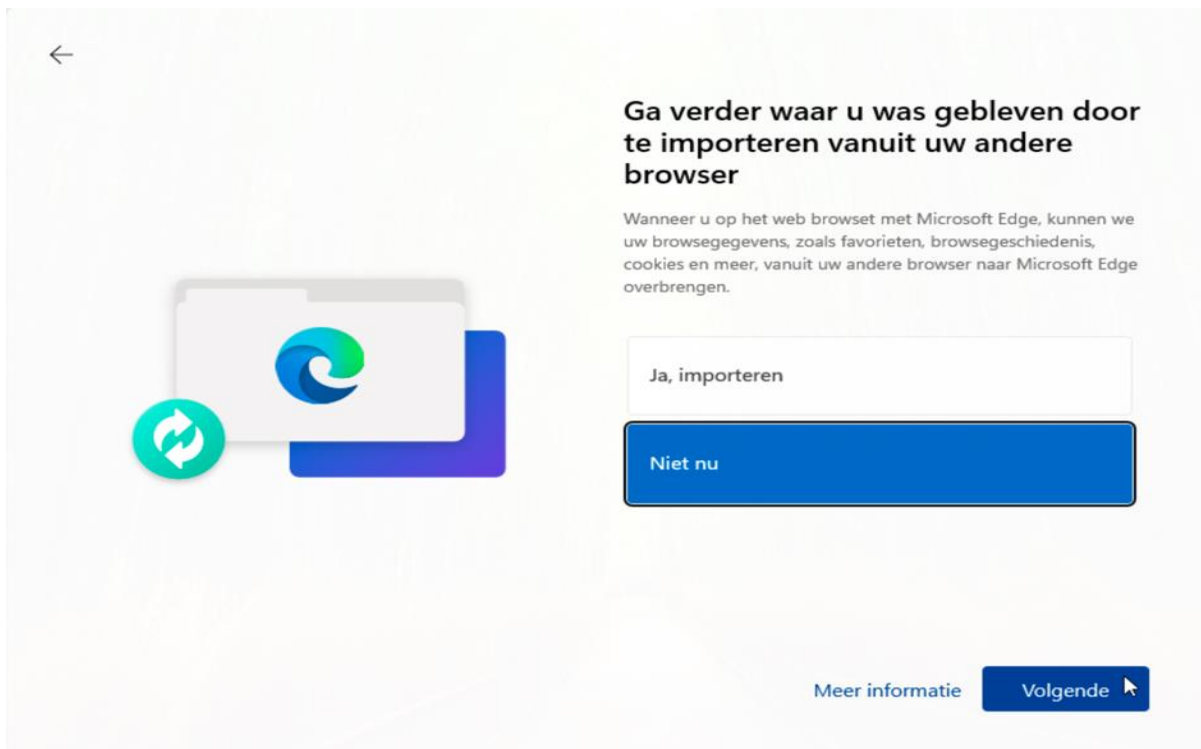 Ga verder waar u was gebleven door
te importeren vanuit uw andere
browser
Wanneer u op het web browset met Microsoft Edge, kunnen we
uw browsegegevens, zoals favorieten, browsegeschiedenis,
cookies en meer, vanuit uw andere browser naar Microsoft Edge
overbrengen.
Ja, importeren
Niet nu
Meer informatie
Volgende